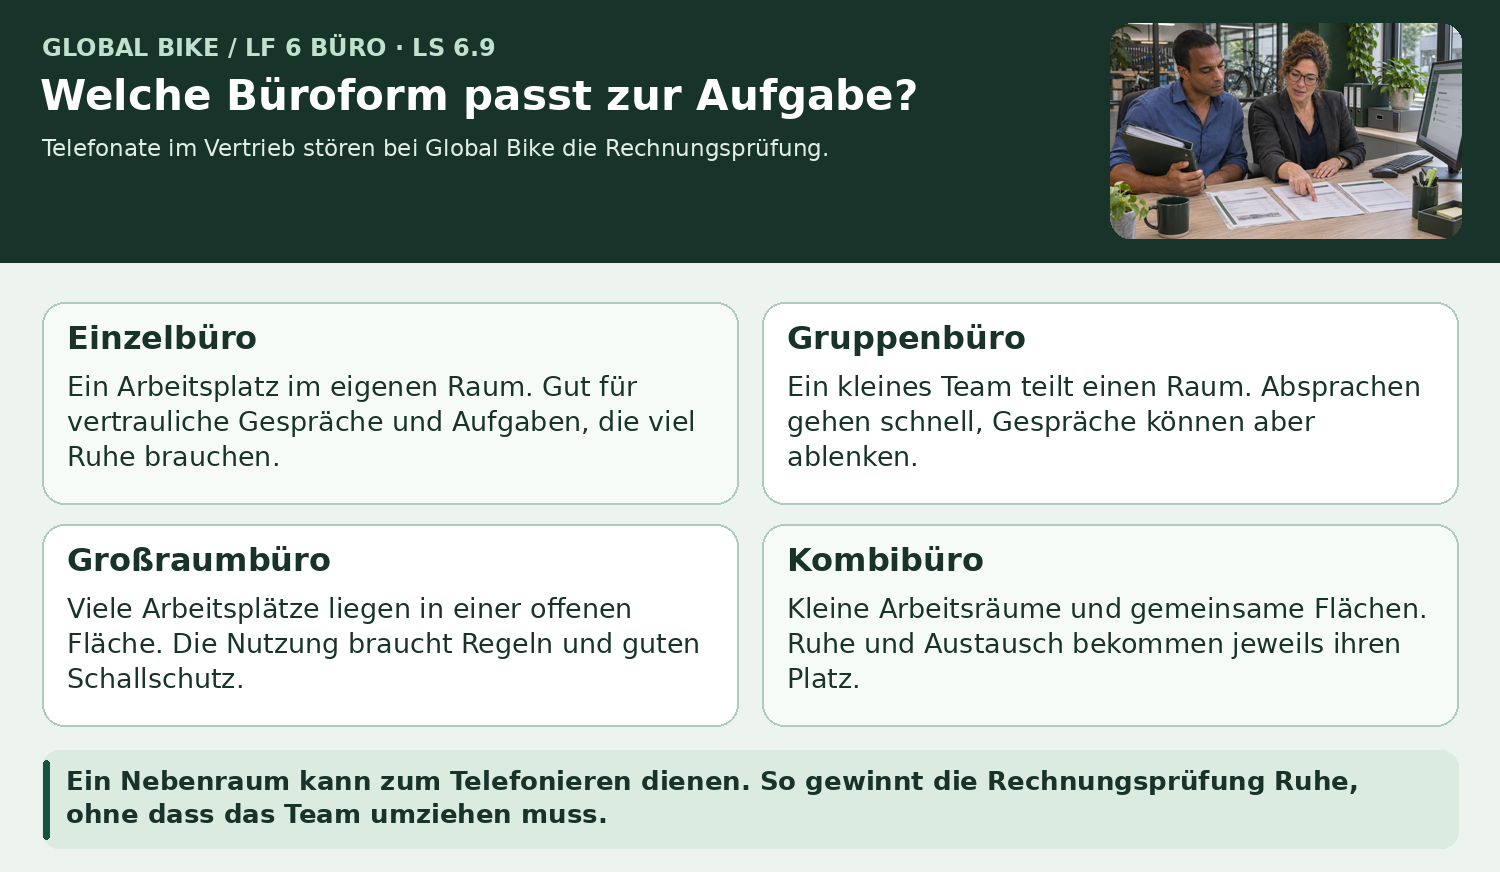 GLOBAL BIKE / LF 6 BÜRO · LS 6.9
Welche Büroform passt zur Aufgabe?
Telefonate im Vertrieb stören bei Global Bike die Rechnungsprüfung.
Einzelbüro
Ein Arbeitsplatz im eigenen Raum. Gut für
vertrauliche Gespräche und Aufgaben, die viel
Ruhe brauchen.
Gruppenbüro
Ein kleines Team teilt einen Raum. Absprachen
gehen schnell, Gespräche können aber
ablenken.
Großraumbüro
Viele Arbeitsplätze liegen in einer offenen
Fläche. Die Nutzung braucht Regeln und guten
Schallschutz.
Kombibüro
Kleine Arbeitsräume und gemeinsame Flächen.
Ruhe und Austausch bekommen jeweils ihren
Platz.
Ein Nebenraum kann zum Telefonieren dienen. So gewinnt die Rechnungsprüfung Ruhe,
ohne dass das Team umziehen muss.